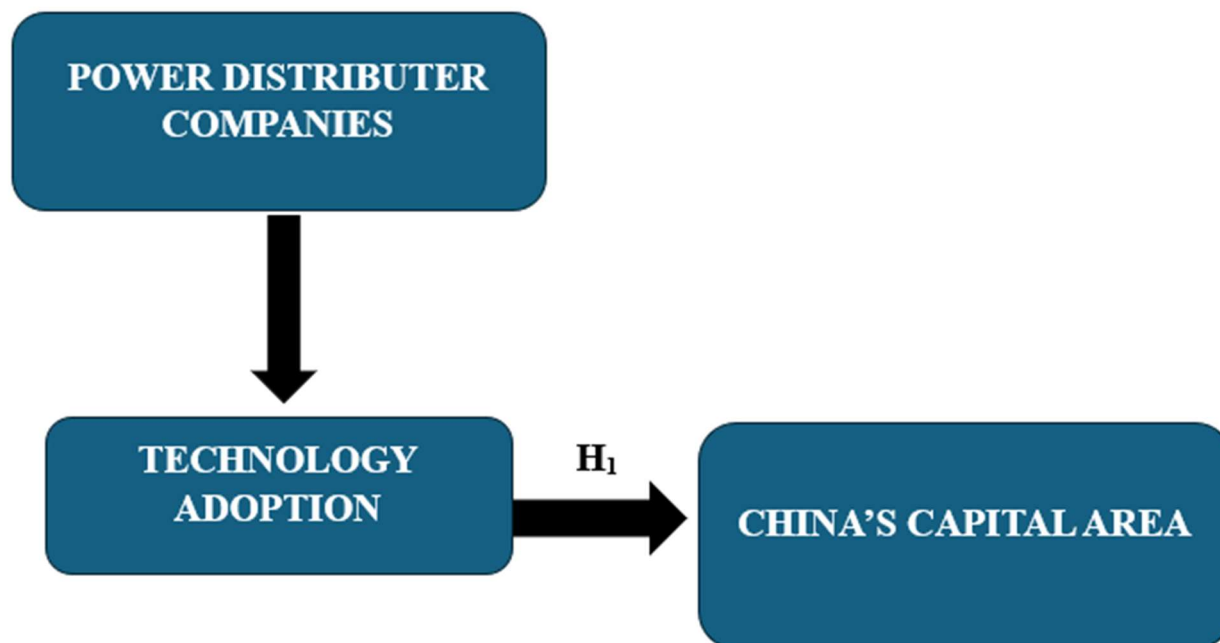 POWER DISTRIBUTER
COMPANIES
TECHNOLOGY
ADOPTION
H₁
CHINA’S CAPITAL AREA